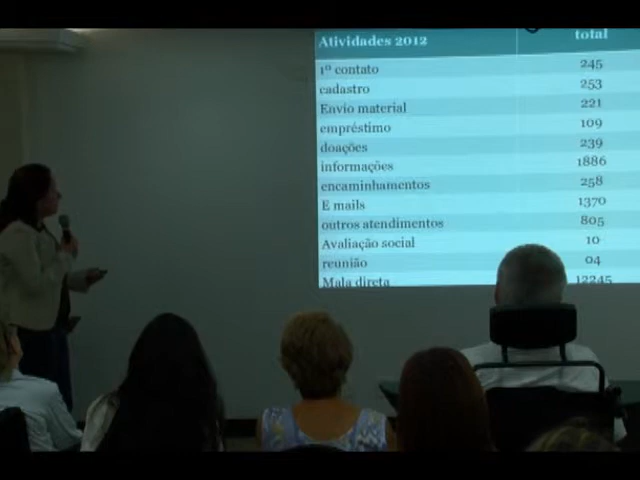 Atividades 2012 total
1º contato 245
cadastro 253
Envio material 221
empréstimo 109
doações 239
informações 1886
encaminhamentos 258
E mails 1370
outros atendimentos 805
Avaliação social 10
reunião 04
Mala direta 12245